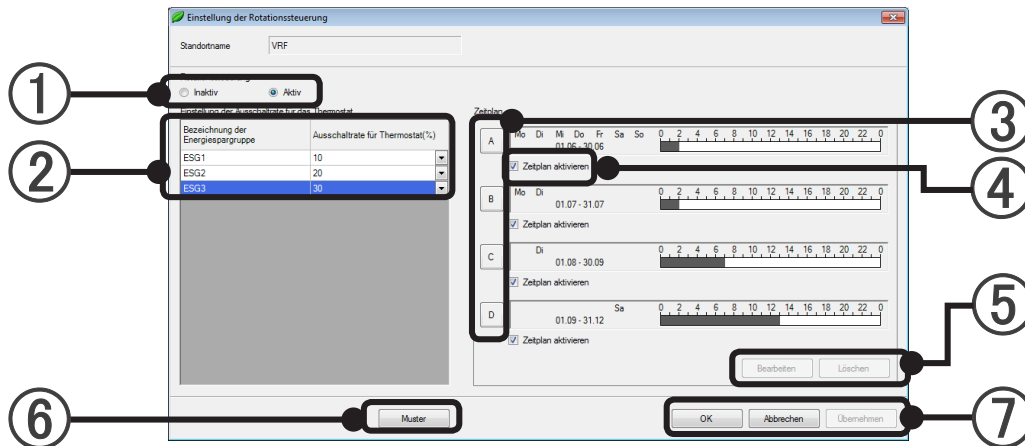 Einstellung der Rotationssteuerung
Standortname VRF
① Inaktiv Aktiv
Einstellung der Ausschaltrate für das Thermostat
② Bezeichnung der Energiespargruppe Ausschaltrate für Thermostat(%)
ESG1 10
ESG2 20
ESG3 30
Zeitplan
③
A Mo Di Mi Do Fr Sa So 0 2 4 6 8 10 12 14 16 18 20 22 0
01.06 - 30.06
Zeitplan aktivieren ④
B Mo Di 0 2 4 6 8 10 12 14 16 18 20 22 0
01.07 - 31.07
Zeitplan aktivieren
C Di 0 2 4 6 8 10 12 14 16 18 20 22 0
01.08 - 30.09
Zeitplan aktivieren
D Sa 0 2 4 6 8 10 12 14 16 18 20 22 0
01.09 - 31.12
Zeitplan aktivieren
Bearbeiten Löschen ⑤
⑥ Muster
OK Abbrechen Übernehmen ⑦